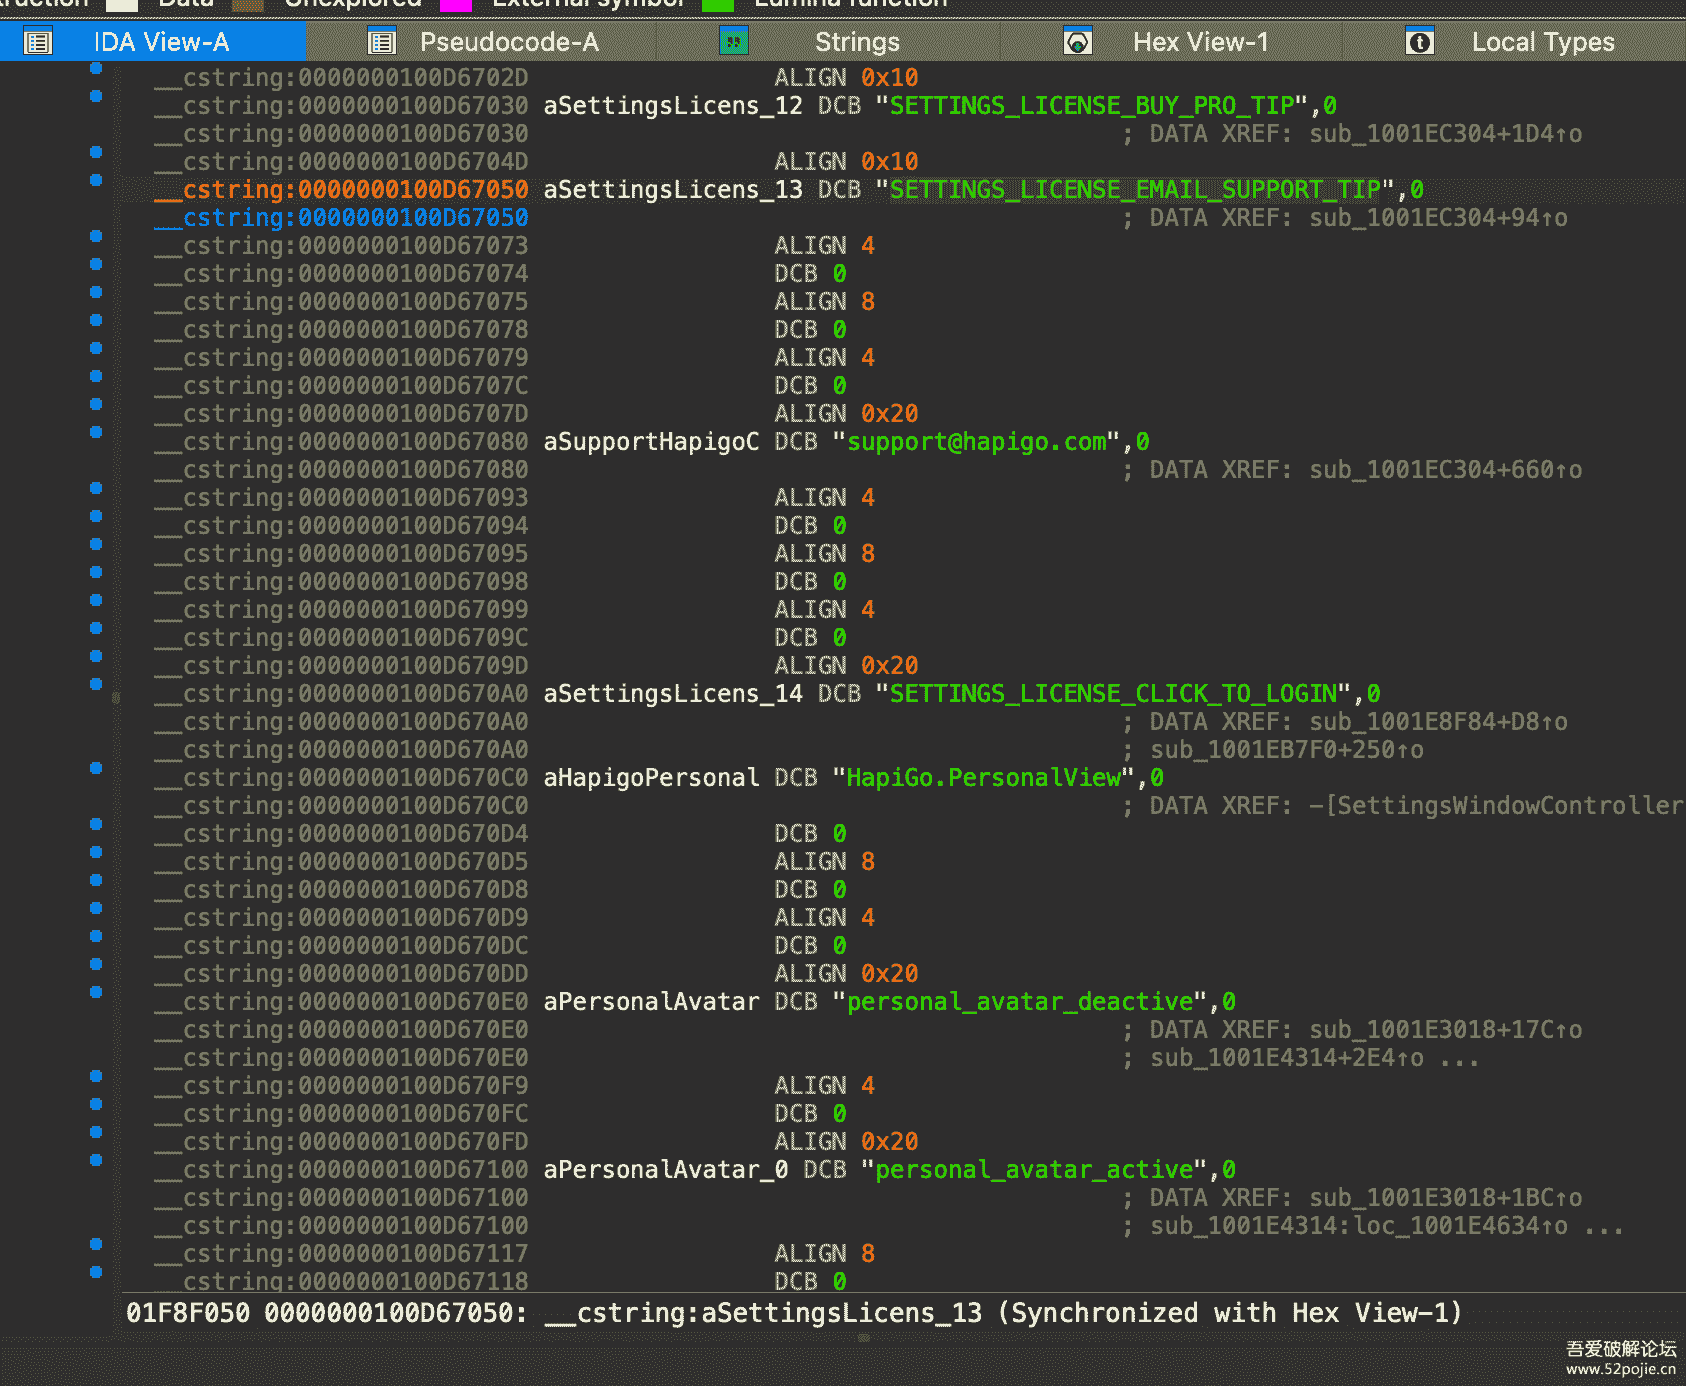 Data Unexplored External symbol Lumina function
IDA View-A Pseudocode-A Strings Hex View-1 Local Types
__cstring:0000000100D6702D ALIGN 0x10
__cstring:0000000100D67030 aSettingsLicens_12 DCB "SETTINGS_LICENSE_BUY_PRO_TIP",0
__cstring:0000000100D67030 ; DATA XREF: sub_1001EC304+1D4↑o
__cstring:0000000100D6704D ALIGN 0x10
__cstring:0000000100D67050 aSettingsLicens_13 DCB "SETTINGS_LICENSE_EMAIL_SUPPORT_TIP",0
__cstring:0000000100D67050 ; DATA XREF: sub_1001EC304+94↑o
__cstring:0000000100D67073 ALIGN 4
__cstring:0000000100D67074 DCB 0
__cstring:0000000100D67075 ALIGN 8
__cstring:0000000100D67078 DCB 0
__cstring:0000000100D67079 ALIGN 4
__cstring:0000000100D6707C DCB 0
__cstring:0000000100D6707D ALIGN 0x20
__cstring:0000000100D67080 aSupportHapigoC DCB "support@hapigo.com",0
__cstring:0000000100D67080 ; DATA XREF: sub_1001EC304+660↑o
__cstring:0000000100D67093 ALIGN 4
__cstring:0000000100D67094 DCB 0
__cstring:0000000100D67095 ALIGN 8
__cstring:0000000100D67098 DCB 0
__cstring:0000000100D67099 ALIGN 4
__cstring:0000000100D6709C DCB 0
__cstring:0000000100D6709D ALIGN 0x20
__cstring:0000000100D670A0 aSettingsLicens_14 DCB "SETTINGS_LICENSE_CLICK_TO_LOGIN",0
__cstring:0000000100D670A0 ; DATA XREF: sub_1001E8F84+D8↑o
__cstring:0000000100D670A0 ; sub_1001EB7F0+250↑o
__cstring:0000000100D670C0 aHapigoPersonal DCB "HapiGo.PersonalView",0
__cstring:0000000100D670C0 ; DATA XREF: -[SettingsWindowController
__cstring:0000000100D670D4 DCB 0
__cstring:0000000100D670D5 ALIGN 8
__cstring:0000000100D670D8 DCB 0
__cstring:0000000100D670D9 ALIGN 4
__cstring:0000000100D670DC DCB 0
__cstring:0000000100D670DD ALIGN 0x20
__cstring:0000000100D670E0 aPersonalAvatar DCB "personal_avatar_deactive",0
__cstring:0000000100D670E0 ; DATA XREF: sub_1001E3018+17C↑o
__cstring:0000000100D670E0 ; sub_1001E4314+2E4↑o ...
__cstring:0000000100D670F9 ALIGN 4
__cstring:0000000100D670FC DCB 0
__cstring:0000000100D670FD ALIGN 0x20
__cstring:0000000100D67100 aPersonalAvatar_0 DCB "personal_avatar_active",0
__cstring:0000000100D67100 ; DATA XREF: sub_1001E3018+1BC↑o
__cstring:0000000100D67100 ; sub_1001E4314:loc_1001E4634↑o ...
__cstring:0000000100D67117 ALIGN 8
__cstring:0000000100D67118 DCB 0
01F8F050 0000000100D67050: __cstring:aSettingsLicens_13 (Synchronized with Hex View-1)
吾爱破解论坛
www.52pojie.cn